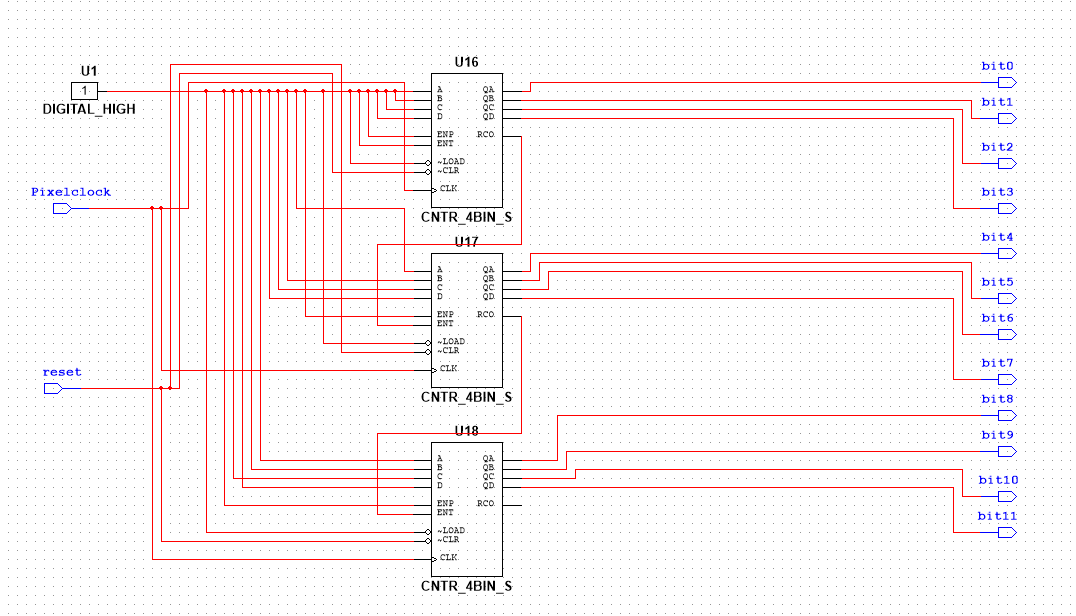 U1
1
DIGITAL_HIGH
Pixelclock
reset
U16
A QA
B QB
C QC
D QD
ENP RCO
ENT
~LOAD
~CLR
CLK
CNTR_4BIN_S
U17
A QA
B QB
C QC
D QD
ENP RCO
ENT
~LOAD
~CLR
CLK
CNTR_4BIN_S
U18
A QA
B QB
C QC
D QD
ENP RCO
ENT
~LOAD
~CLR
CLK
CNTR_4BIN_S
bit0
bit1
bit2
bit3
bit4
bit5
bit6
bit7
bit8
bit9
bit10
bit11